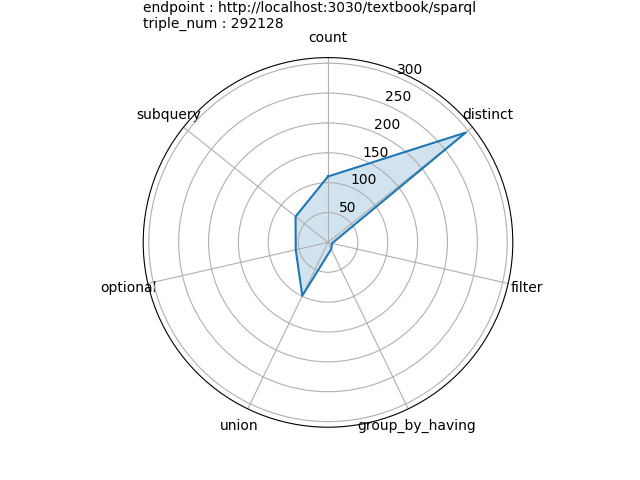 endpoint : http://localhost:3030/textbook/sparql
triple_num : 292128
count
300
250
distinct
subquery
200
150
100
50
optional
filter
union
group_by_having